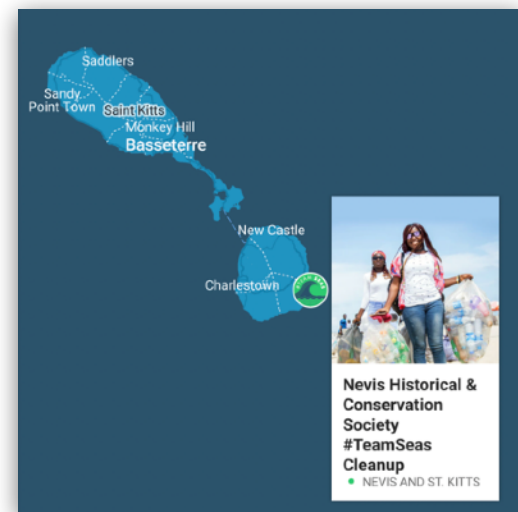 Saddlers
Sandy
Point Town
Saint Kitts
Monkey Hill
Basseterre
New Castle
Charlestown
Nevis Historical &
Conservation
Society
#TeamSeas
Cleanup
NEVIS AND ST. KITTS